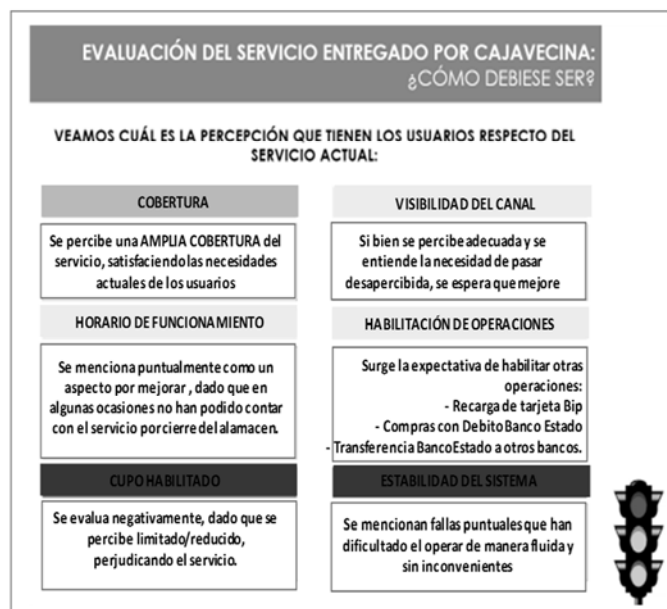 EVALUACIÓN DEL SERVICIO ENTREGADO POR CAJAVECINA:
¿CÓMO DEBIESE SER?
VEAMOS CUÁL ES LA PERCEPCIÓN QUE TIENEN LOS USUARIOS RESPECTO DEL
SERVICIO ACTUAL:
COBERTURA
Se percibe una AMPLIA COBERTURA del
servicio, satisfaciendo las necesidades
actuales de los usuarios
VISIBILIDAD DEL CANAL
Si bien se percibe adecuada y se
entiende la necesidad de pasar
desapercibida, se espera que mejore
HORARIO DE FUNCIONAMIENTO
Se menciona puntualmente como un
aspecto por mejorar , dado que en
algunas ocasiones no han podido contar
con el servicio por cierre del alamacen.
HABILITACIÓN DE OPERACIONES
Surge la expectativa de habilitar otras
operaciones:
- Recarga de tarjeta Bip
- Compras con Debito Banco Estado
- Transferencia BancoEstado a otros bancos.
CUPO HABILITADO
Se evalua negativamente, dado que se
percibe limitado/reducido,
perjudicando el servicio.
ESTABILIDAD DEL SISTEMA
Se mencionan fallas puntuales que han
dificultado el operar de manera fluida y
sin inconvenientes